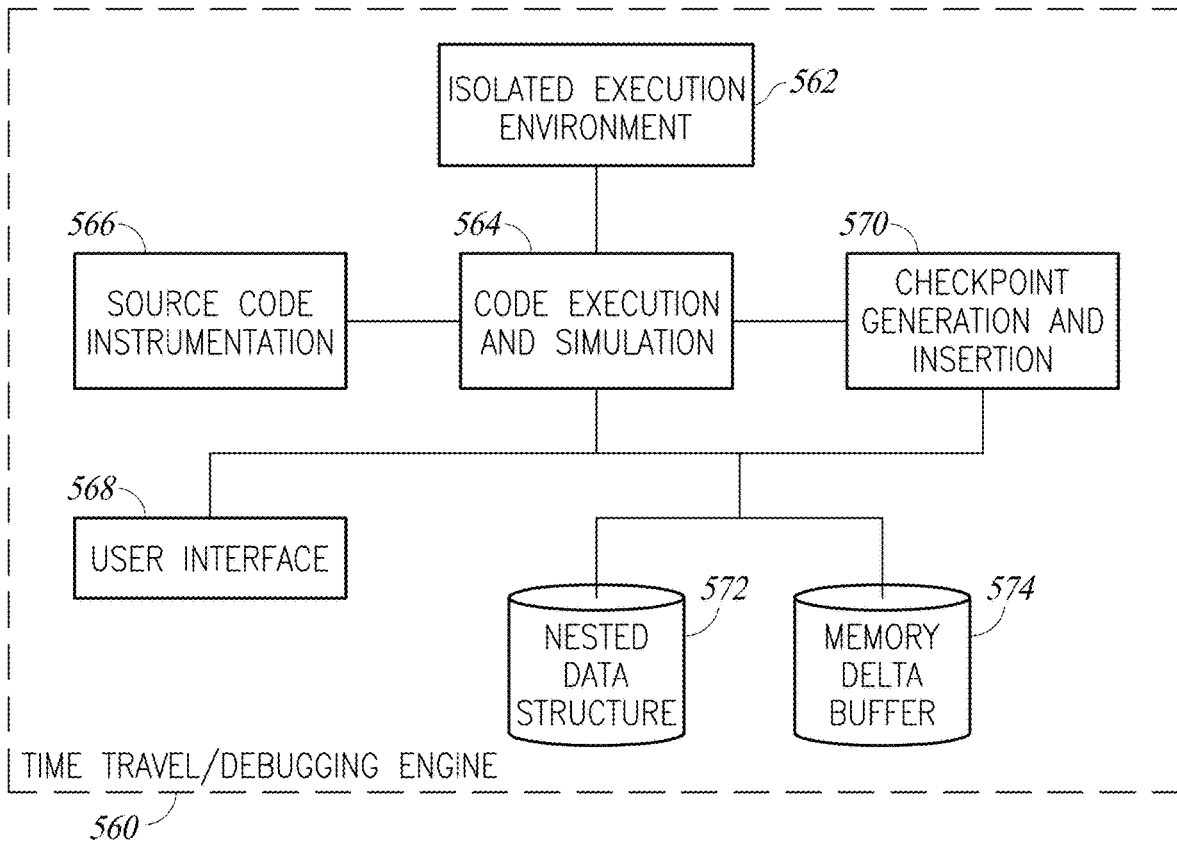 ISOLATED EXECUTION
ENVIRONMENT
562
566
SOURCE CODE
INSTRUMENTATION
564
CODE EXECUTION
AND SIMULATION
570
CHECKPOINT
GENERATION AND
INSERTION
568
USER INTERFACE
572
NESTED
DATA
STRUCTURE
574
MEMORY
DELTA
BUFFER
TIME TRAVEL/DEBUGGING ENGINE
560